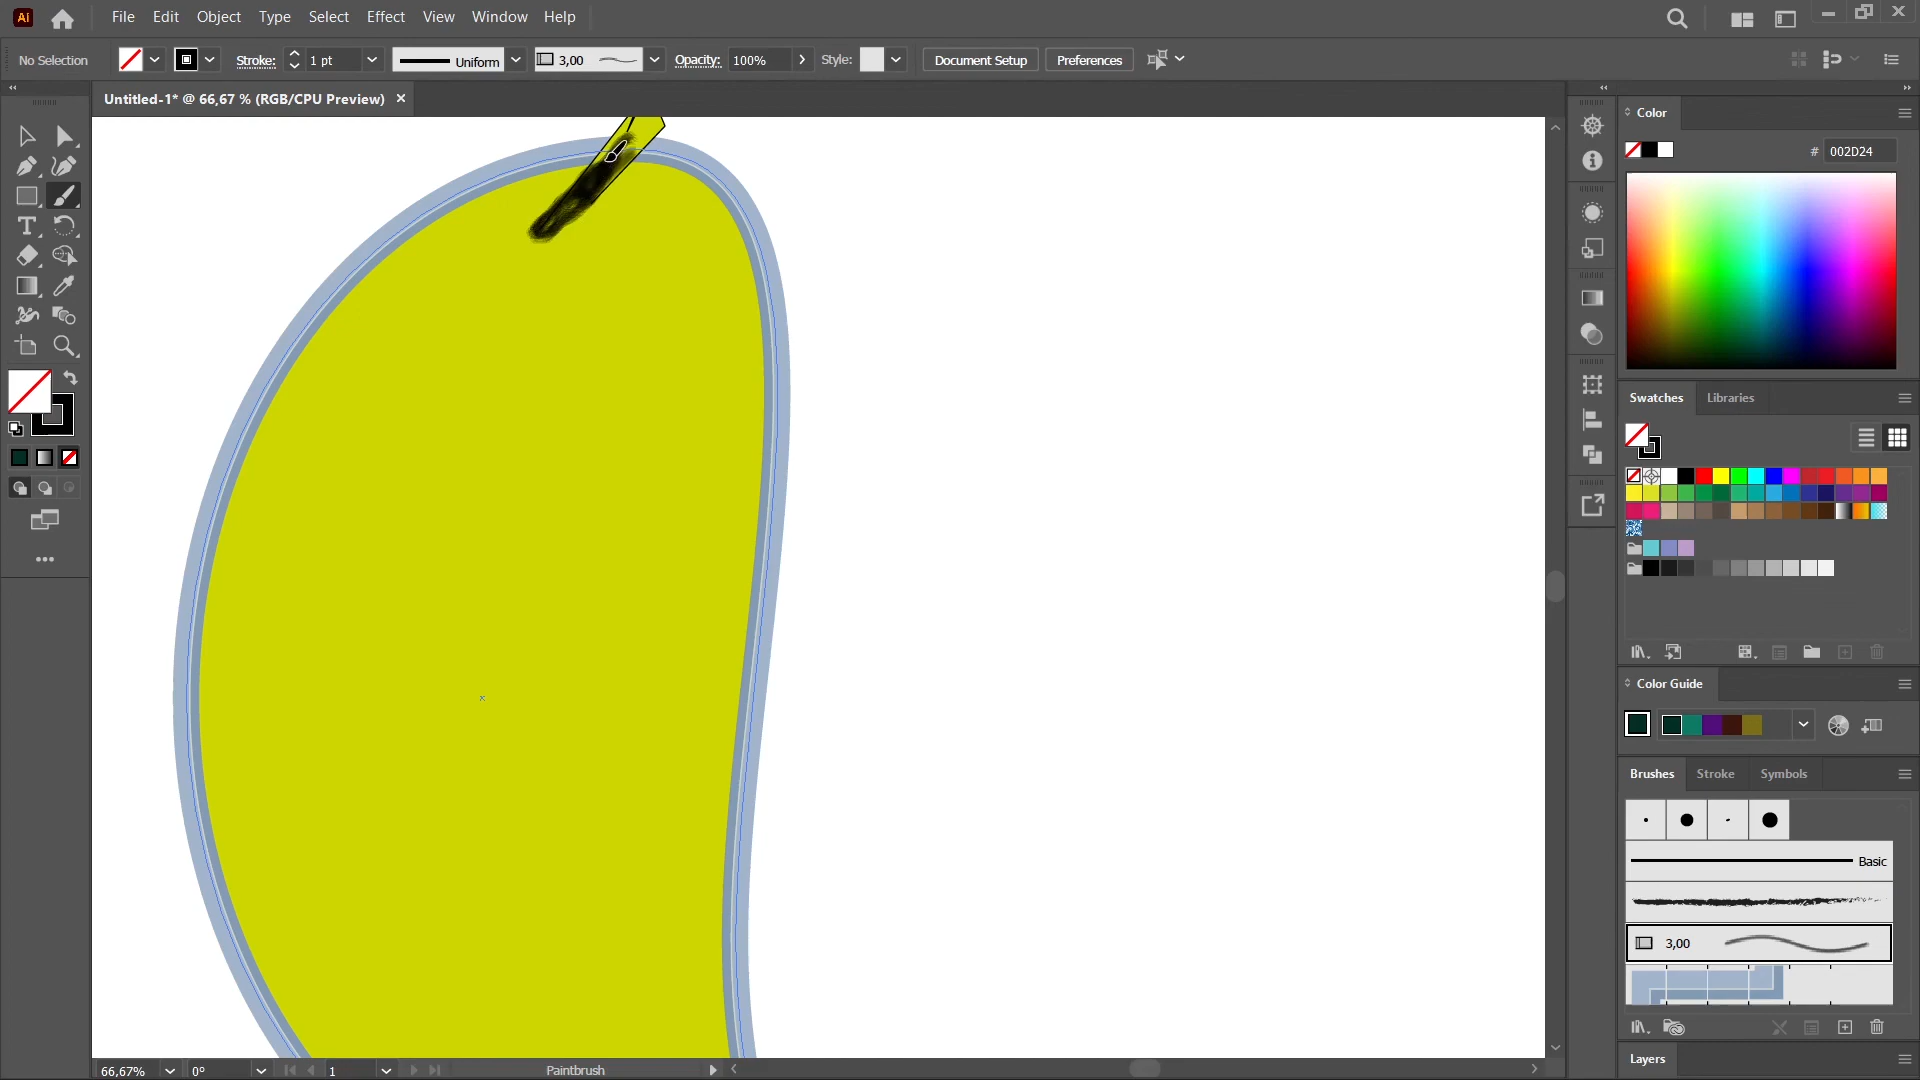 Ai File Edit Object Type Select Effect View Window Help
No Selection Stroke: 1 pt Uniform 3,00 Opacity: 100% Style: Document Setup Preferences
Untitled-1* @ 66,67 % (RGB/CPU Preview) ×
Color
# 002D24
Swatches Libraries
Color Guide
Brushes Stroke Symbols
Basic
3,00
Layers
66,67% 0° 1 Paintbrush